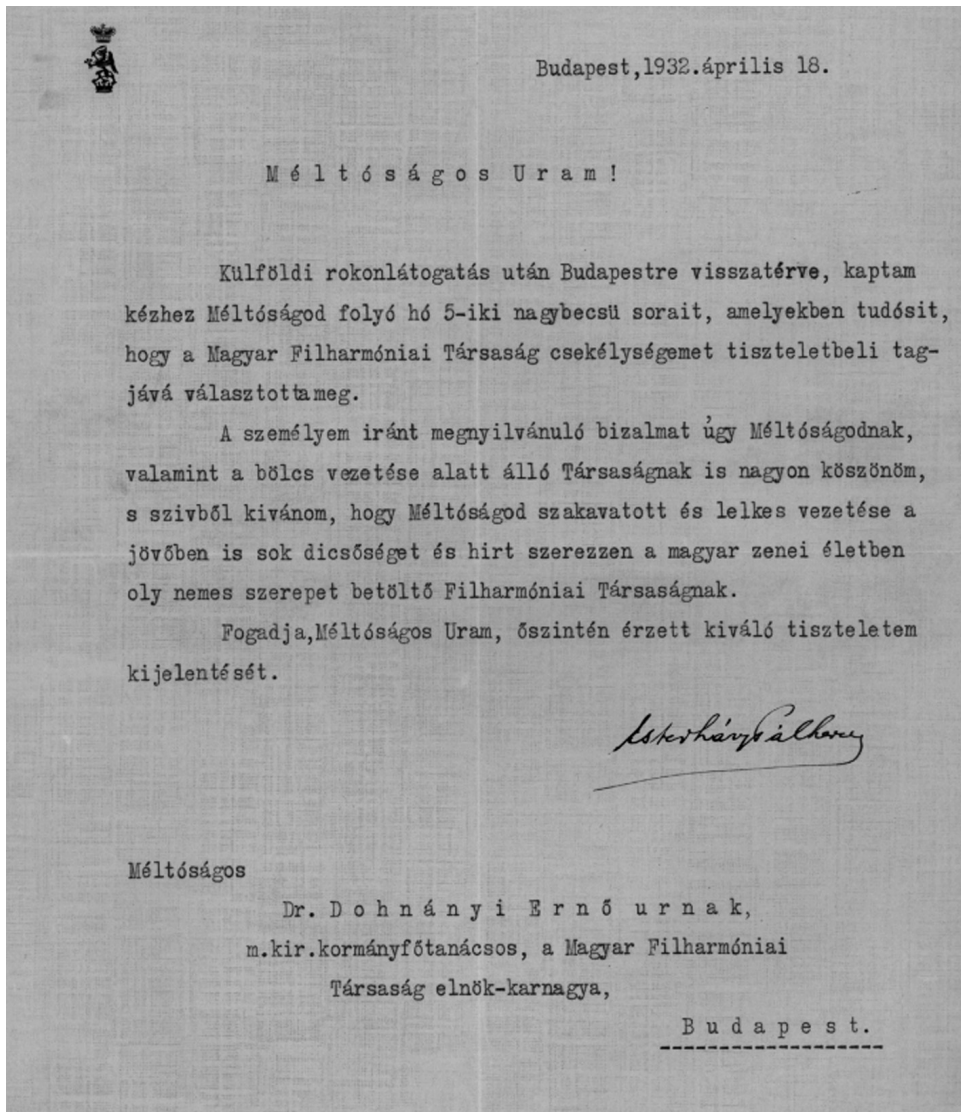 Budapest,1932.április 18.
Méltóságos Uram!
Külföldi rokonlátogatás után Budapestre visszatérve, kaptam
kézhez Méltóságod folyó hó 5-iki nagybecsü sorait, amelyekben tudósit,
hogy a Magyar Filharmóniai Társaság csekélységemet tiszteletbeli tag-
jává választottameg.
A személyem iránt megnyilvánuló bizalmat úgy Méltóságodnak,
valamint a bölcs vezetése alatt álló Társaságnak is nagyon köszönöm,
s szivből kivánom, hogy Méltóságod szakavatott és lelkes vezetése a
jövőben is sok dicsőséget és hirt szerezzen a magyar zenei életben
oly nemes szerepet betöltő Filharmóniai Társaságnak.
Fogadja,Méltóságos Uram, őszintén érzett kiváló tiszteletem
kijelentését.
Esterházy Pál herceg
Méltóságos
Dr. Dohnányi Ernő urnak,
m.kir.kormányfőtanácsos, a Magyar Filharmóniai
Társaság elnök-karnagya,
Budapest.